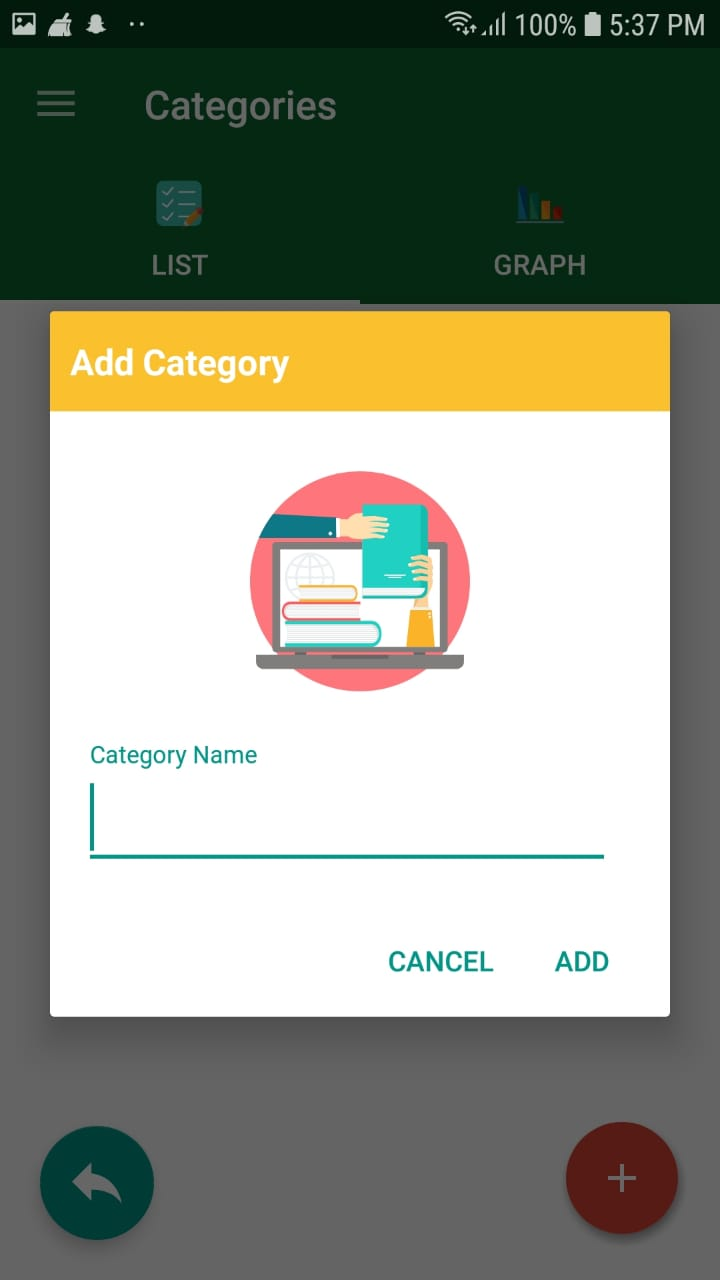 100% 5:37 PM
Categories
LIST GRAPH
Add Category
Category Name
CANCEL ADD